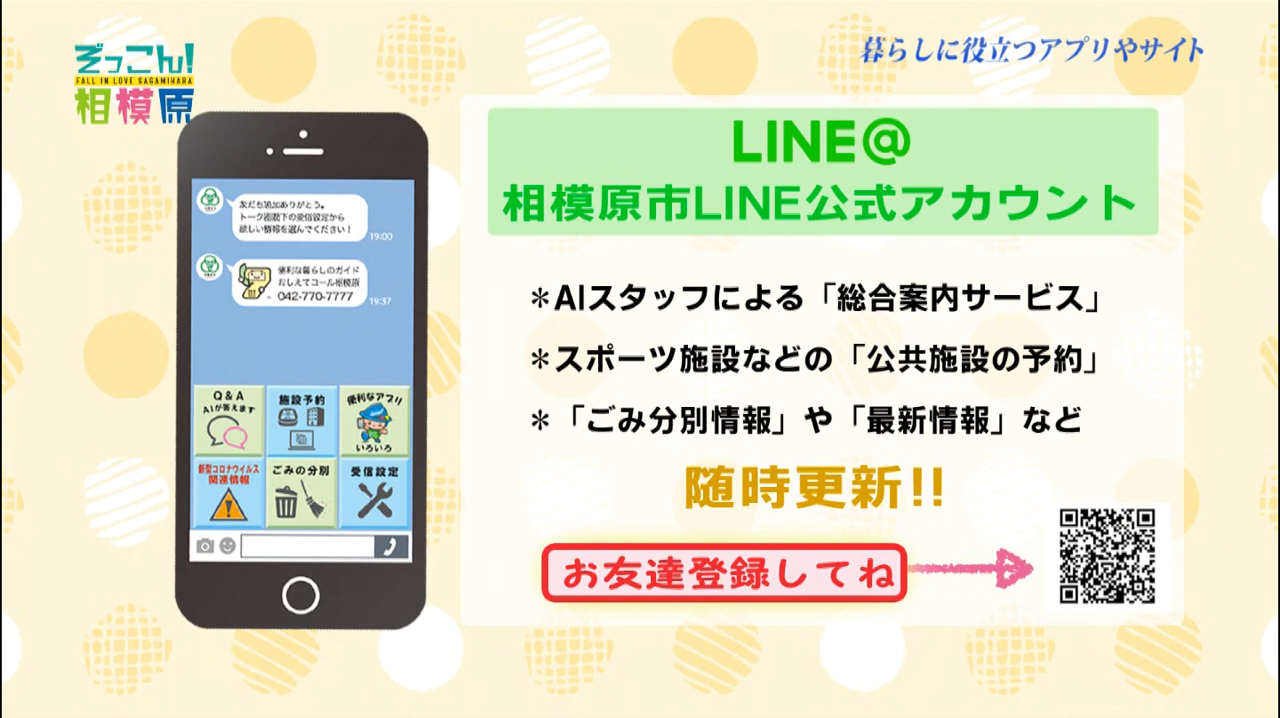 ぞっこん!
FALL IN LOVE SAGAMIHARA
相模原
暮らしに役立つアプリやサイト
LINE@
相模原市LINE公式アカウント
友だち追加ありがとう。
トーク画面下の受信設定から
欲しい情報を選んでください!
19:00
便利な暮らしのガイド
おしえてコール相模原
042-770-7777
19:37
Q&A
AIが答えます
施設予約
便利なアプリ
いろいろ
新型コロナウイルス
関連情報
ごみの分別
受信設定
＊AIスタッフによる「総合案内サービス」
＊スポーツ施設などの「公共施設の予約」
＊「ごみ分別情報」や「最新情報」など
随時更新!!
お友達登録してね